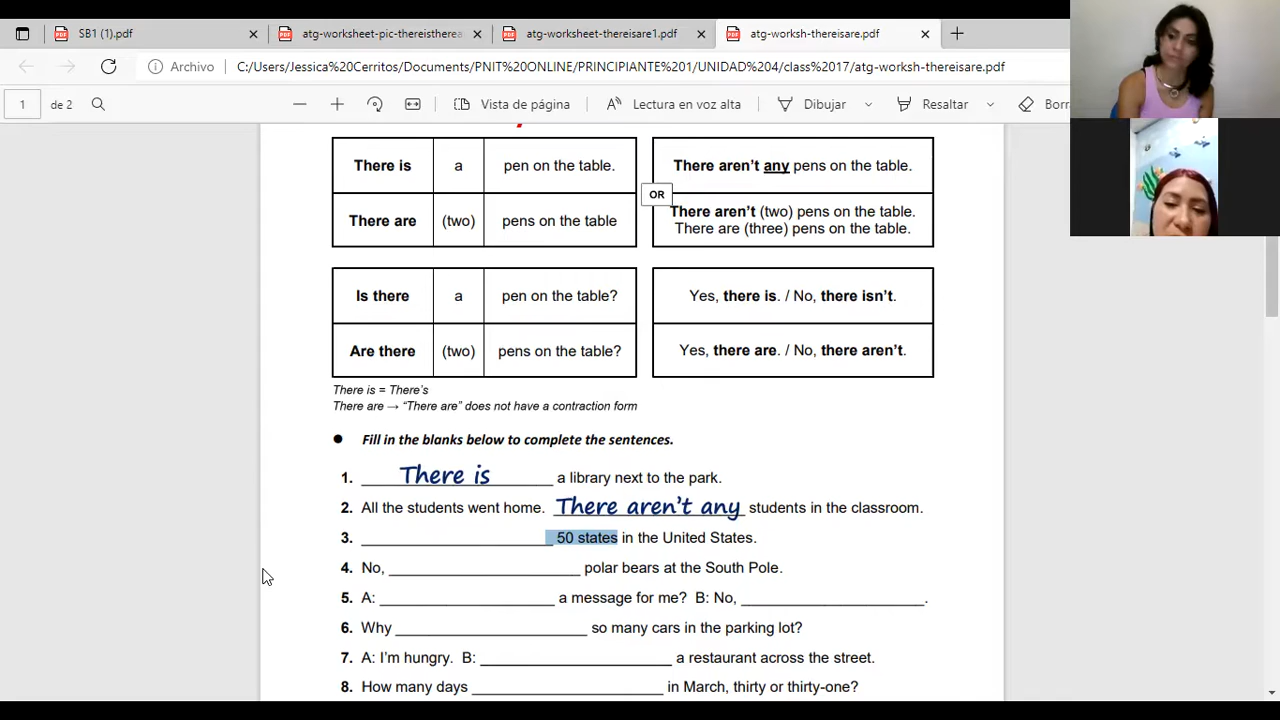 SB1 (1).pdf
atg-worksheet-pic-thereistherea
atg-worksheet-thereisare1.pdf
atg-worksh-thereisare.pdf
Archivo
C:/Users/Jessica%20Cerritos/Documents/PNIT%20ONLINE/PRINCIPIANTE%201/UNIDAD%204/class%2017/atg-worksh-thereisare.pdf
1 de 2
Vista de página
Lectura en voz alta
Dibujar
Resaltar
Borr
There is a pen on the table.
There are (two) pens on the table
OR
There aren't any pens on the table.
There aren't (two) pens on the table.
There are (three) pens on the table.
Is there a pen on the table?
Are there (two) pens on the table?
Yes, there is. / No, there isn't.
Yes, there are. / No, there aren't.
There is = There's
There are → “There are” does not have a contraction form
● Fill in the blanks below to complete the sentences.
1. There is a library next to the park.
2. All the students went home. There aren't any students in the classroom.
3. ______________________ 50 states in the United States.
4. No, ______________________ polar bears at the South Pole.
5. A: ____________________ a message for me? B: No, ______________________.
6. Why ______________________ so many cars in the parking lot?
7. A: I'm hungry. B: ______________________ a restaurant across the street.
8. How many days ______________________ in March, thirty or thirty-one?